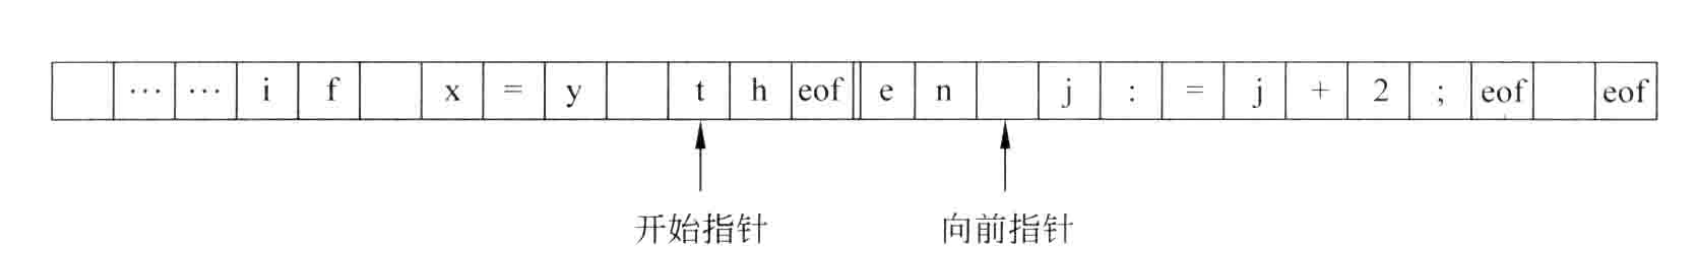 … … i f x = y t h eof e n j : = j + 2 ; eof eof
开始指针 向前指针